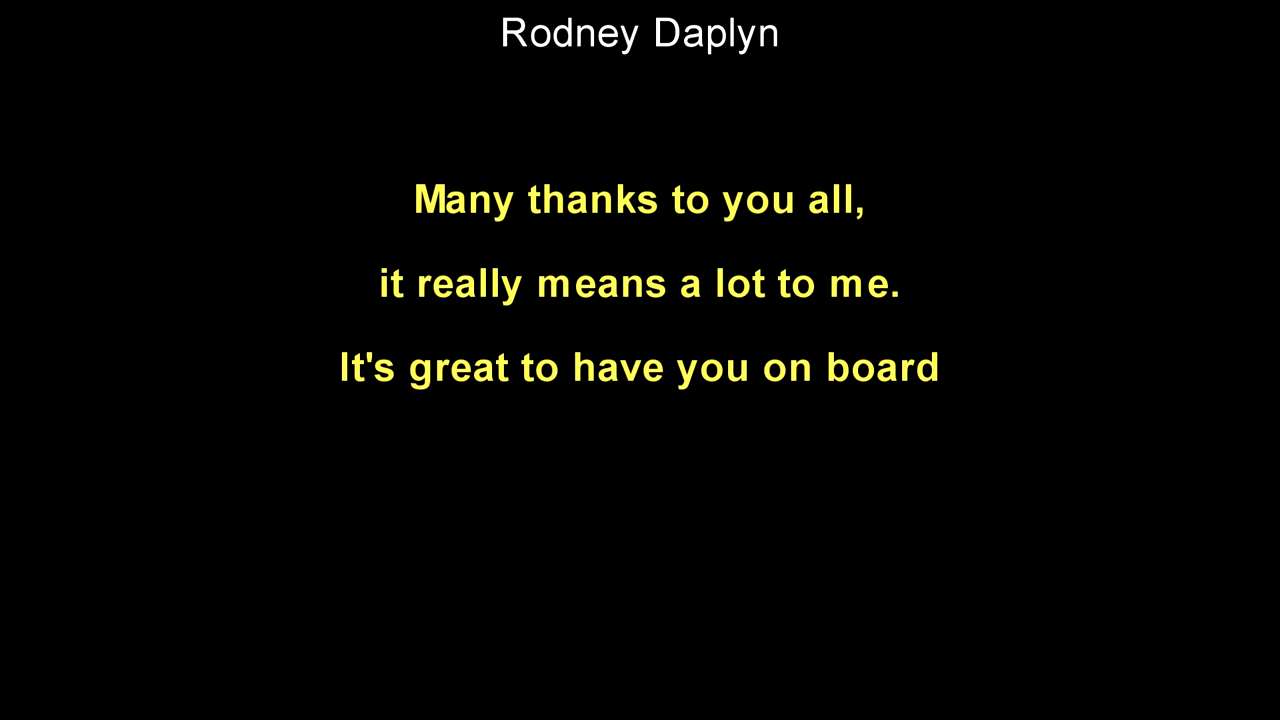 Rodney Daplyn
Many thanks to you all,
it really means a lot to me.
It's great to have you on board